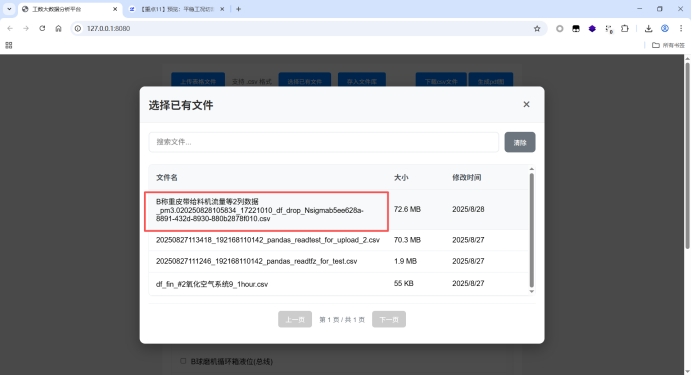 工数大数据分析平台
【重点11】预览：平稳工况切
127.0.0.1:8080
所有书签
上传表格文件 支持 .xlsx 格式 选择已有文件 存入文件库 下载csv文件 生成pdf图
选择已有文件
搜索文件... 清除
文件名 大小 修改时间
B称重皮带给料机流量等2列数据
_pm3.020250828105834_17221010_df_drop_Nsigmab5ee628a-
8891-432d-8930-880b2878f010.csv
72.6 MB 2025/8/28
20250827113418_192168110142_pandas_readtest_for_upload_2.csv 70.3 MB 2025/8/27
20250827111246_192168110142_pandas_readtfz_for_test.csv 1.9 MB 2025/8/27
df_fin_#2氧化空气系统9_1hour.csv 55 KB 2025/8/27
上一页 第 1 页 / 共 1 页 下一页
B球磨机循环箱液位(总线)